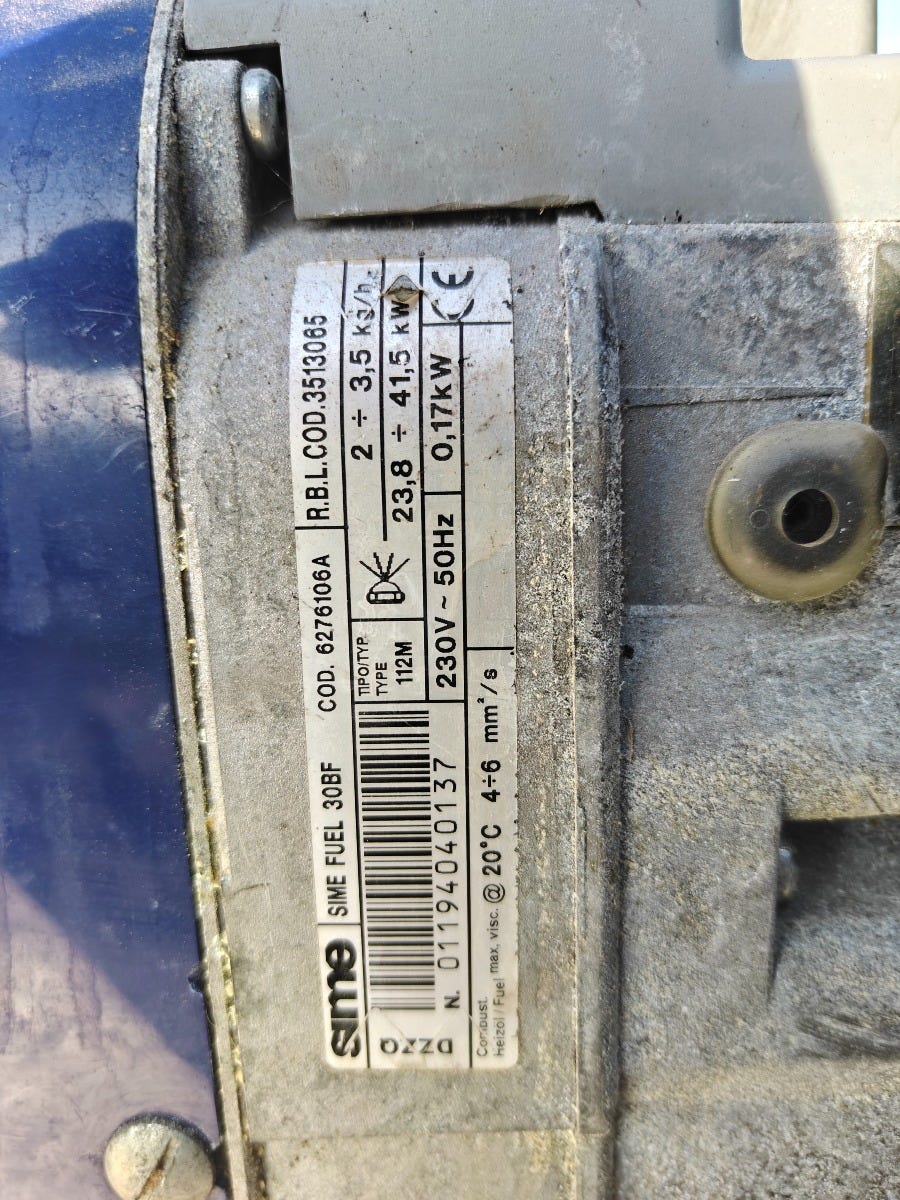 sime SIME FUEL 30BF COD. 6276106A R.B.L.COD.3513065
TIPO/TYP. 2 ÷ 3,5 kg/h
TYPE
112M 23,8 ÷ 41,5 kW
N. 01194040137 230V ~ 50Hz 0,17kW CE
Combust.
Heizöl/Fuel max. visc. @ 20°C 4÷6 mm²/s